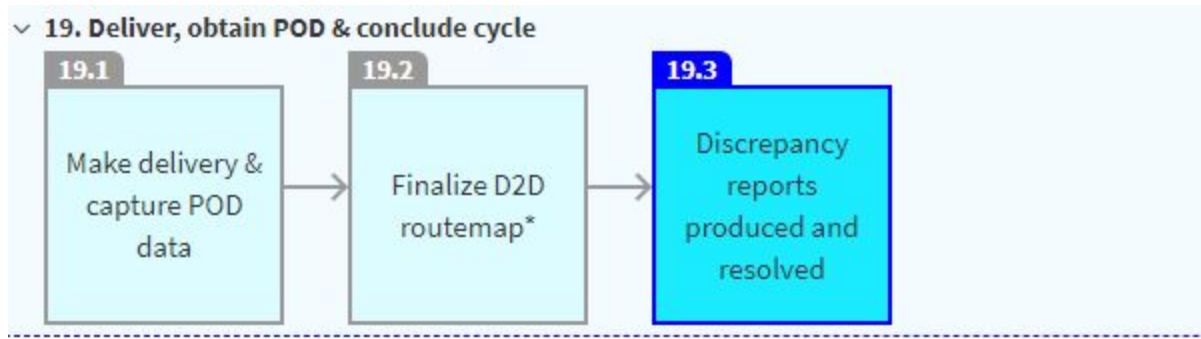 19. Deliver, obtain POD & conclude cycle
19.1
Make delivery &
capture POD
data
19.2
Finalize D2D
routemap*
19.3
Discrepancy
reports
produced and
resolved